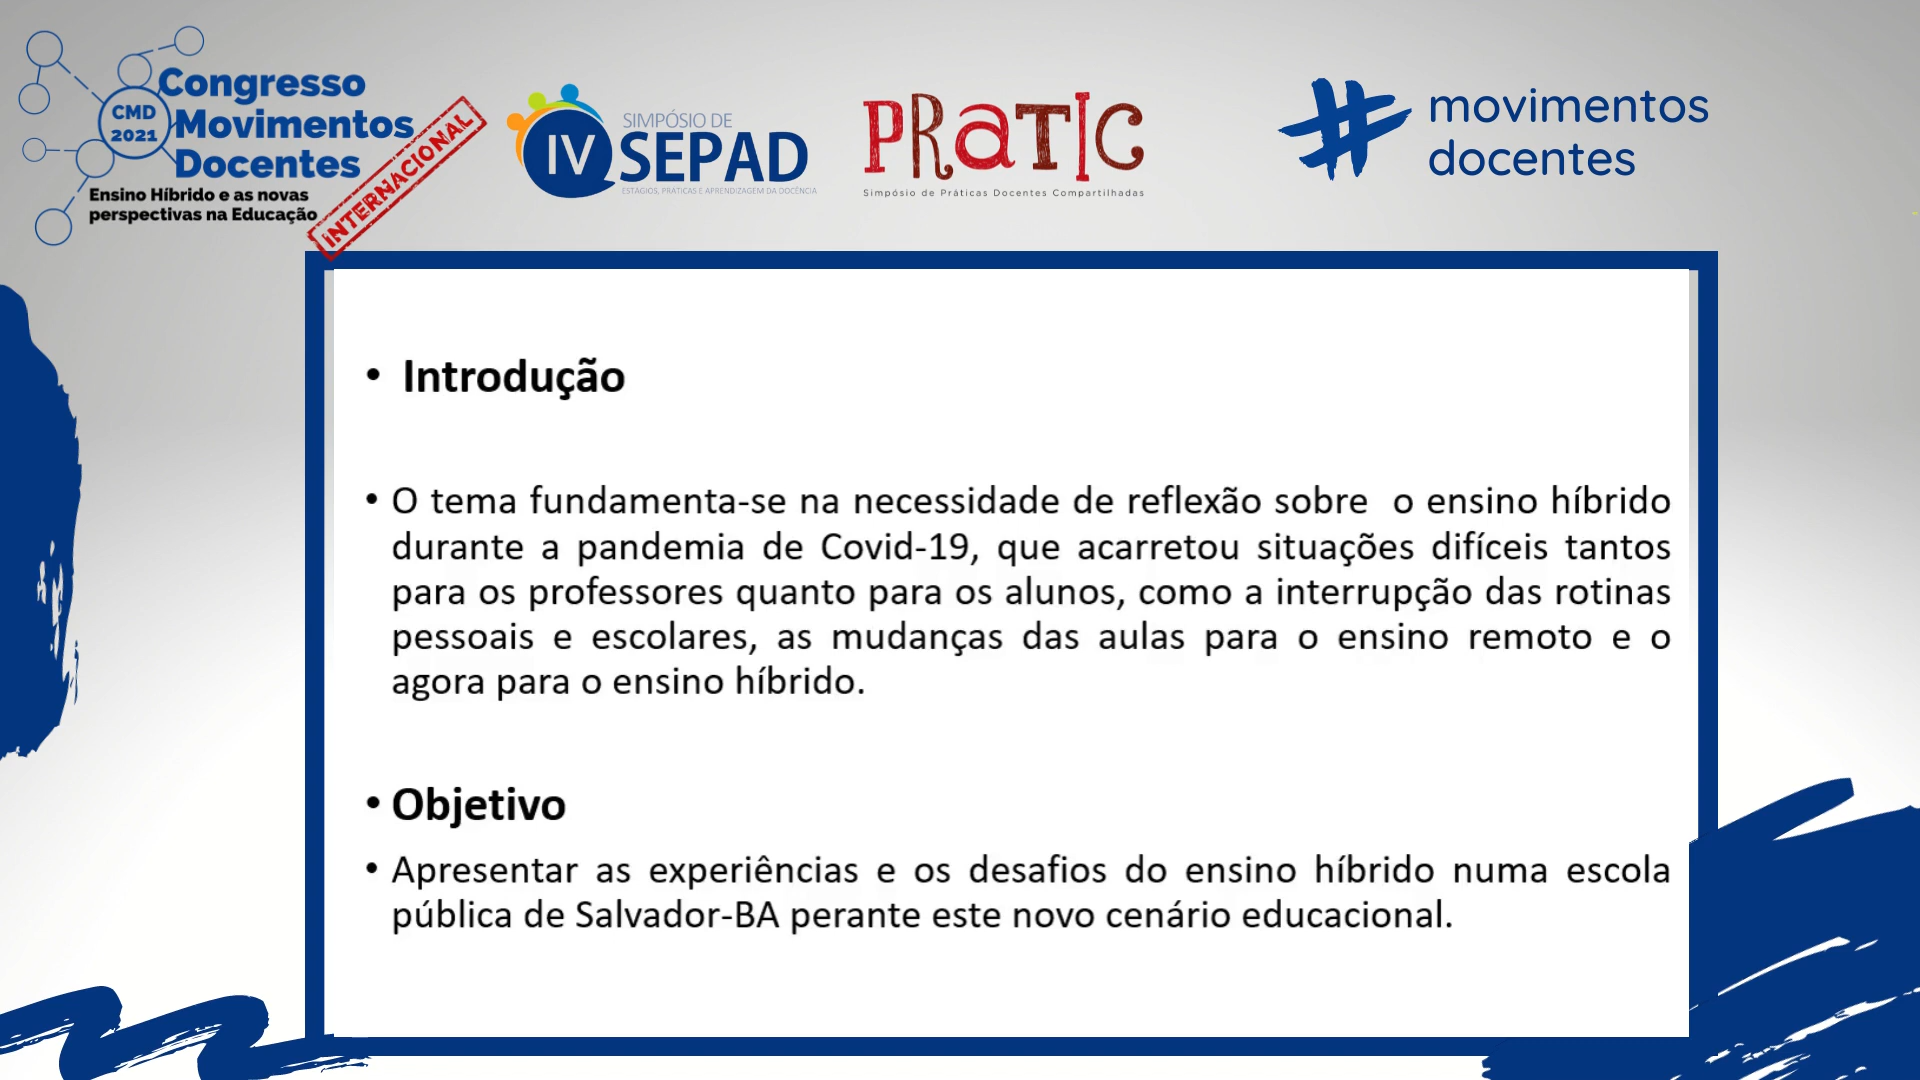 CMD
2021
Congresso
Movimentos
Docentes
Ensino Híbrido e as novas
perspectivas na Educação
INTERNACIONAL
IV
SIMPÓSIO DE
SEPAD
ESTÁGIOS, PRÁTICAS E APRENDIZAGEM DA DOCÊNCIA
PRATIC
Simpósio de Práticas Docentes Compartilhadas
# movimentos
docentes
• Introdução
• O tema fundamenta-se na necessidade de reflexão sobre o ensino híbrido
durante a pandemia de Covid-19, que acarretou situações difíceis tantos
para os professores quanto para os alunos, como a interrupção das rotinas
pessoais e escolares, as mudanças das aulas para o ensino remoto e o
agora para o ensino híbrido.
• Objetivo
• Apresentar as experiências e os desafios do ensino híbrido numa escola
pública de Salvador-BA perante este novo cenário educacional.